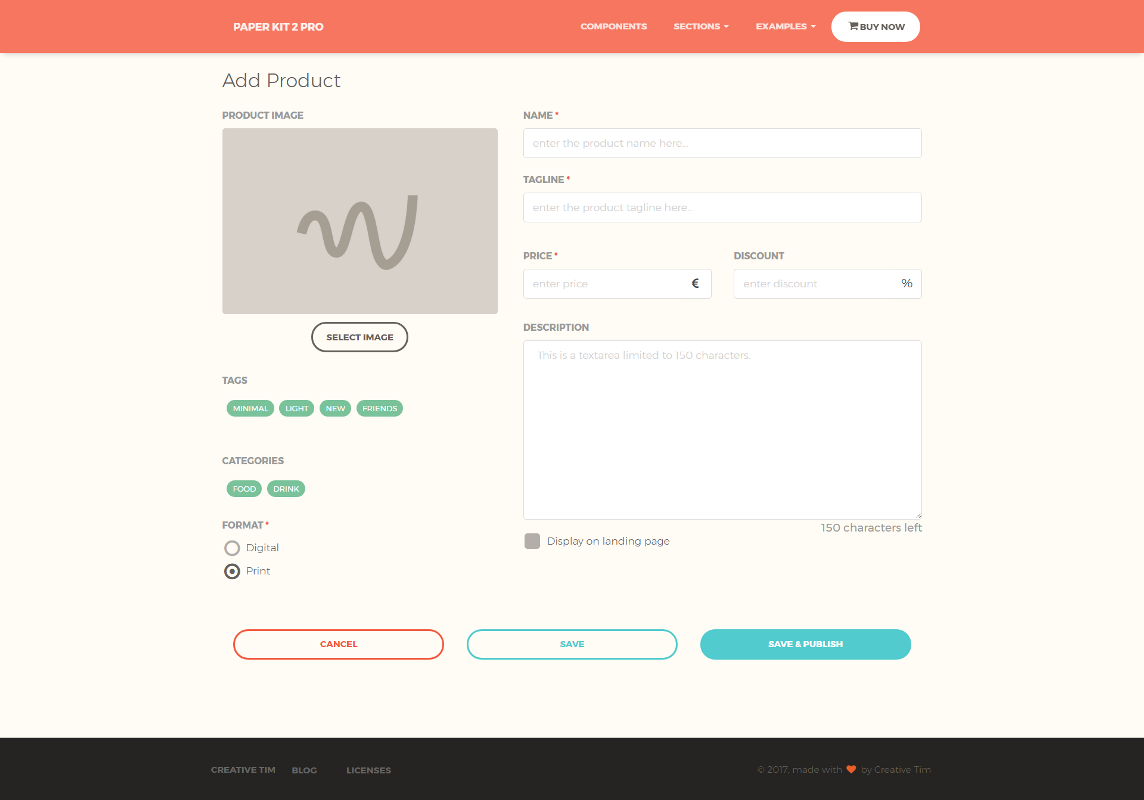 PAPER KIT 2 PRO
COMPONENTS
SECTIONS
EXAMPLES
BUY NOW
Add Product
PRODUCT IMAGE
SELECT IMAGE
TAGS
MINIMAL LIGHT NEW FRIENDS
CATEGORIES
FOOD DRINK
FORMAT *
Digital
Print
NAME *
enter the product name here...
TAGLINE *
enter the product tagline here...
PRICE *
enter price €
DISCOUNT
enter discount %
DESCRIPTION
This is a textarea limited to 150 characters.
150 characters left
Display on landing page
CANCEL
SAVE
SAVE & PUBLISH
CREATIVE TIM
BLOG
LICENSES
© 2017, made with ♥ by Creative Tim